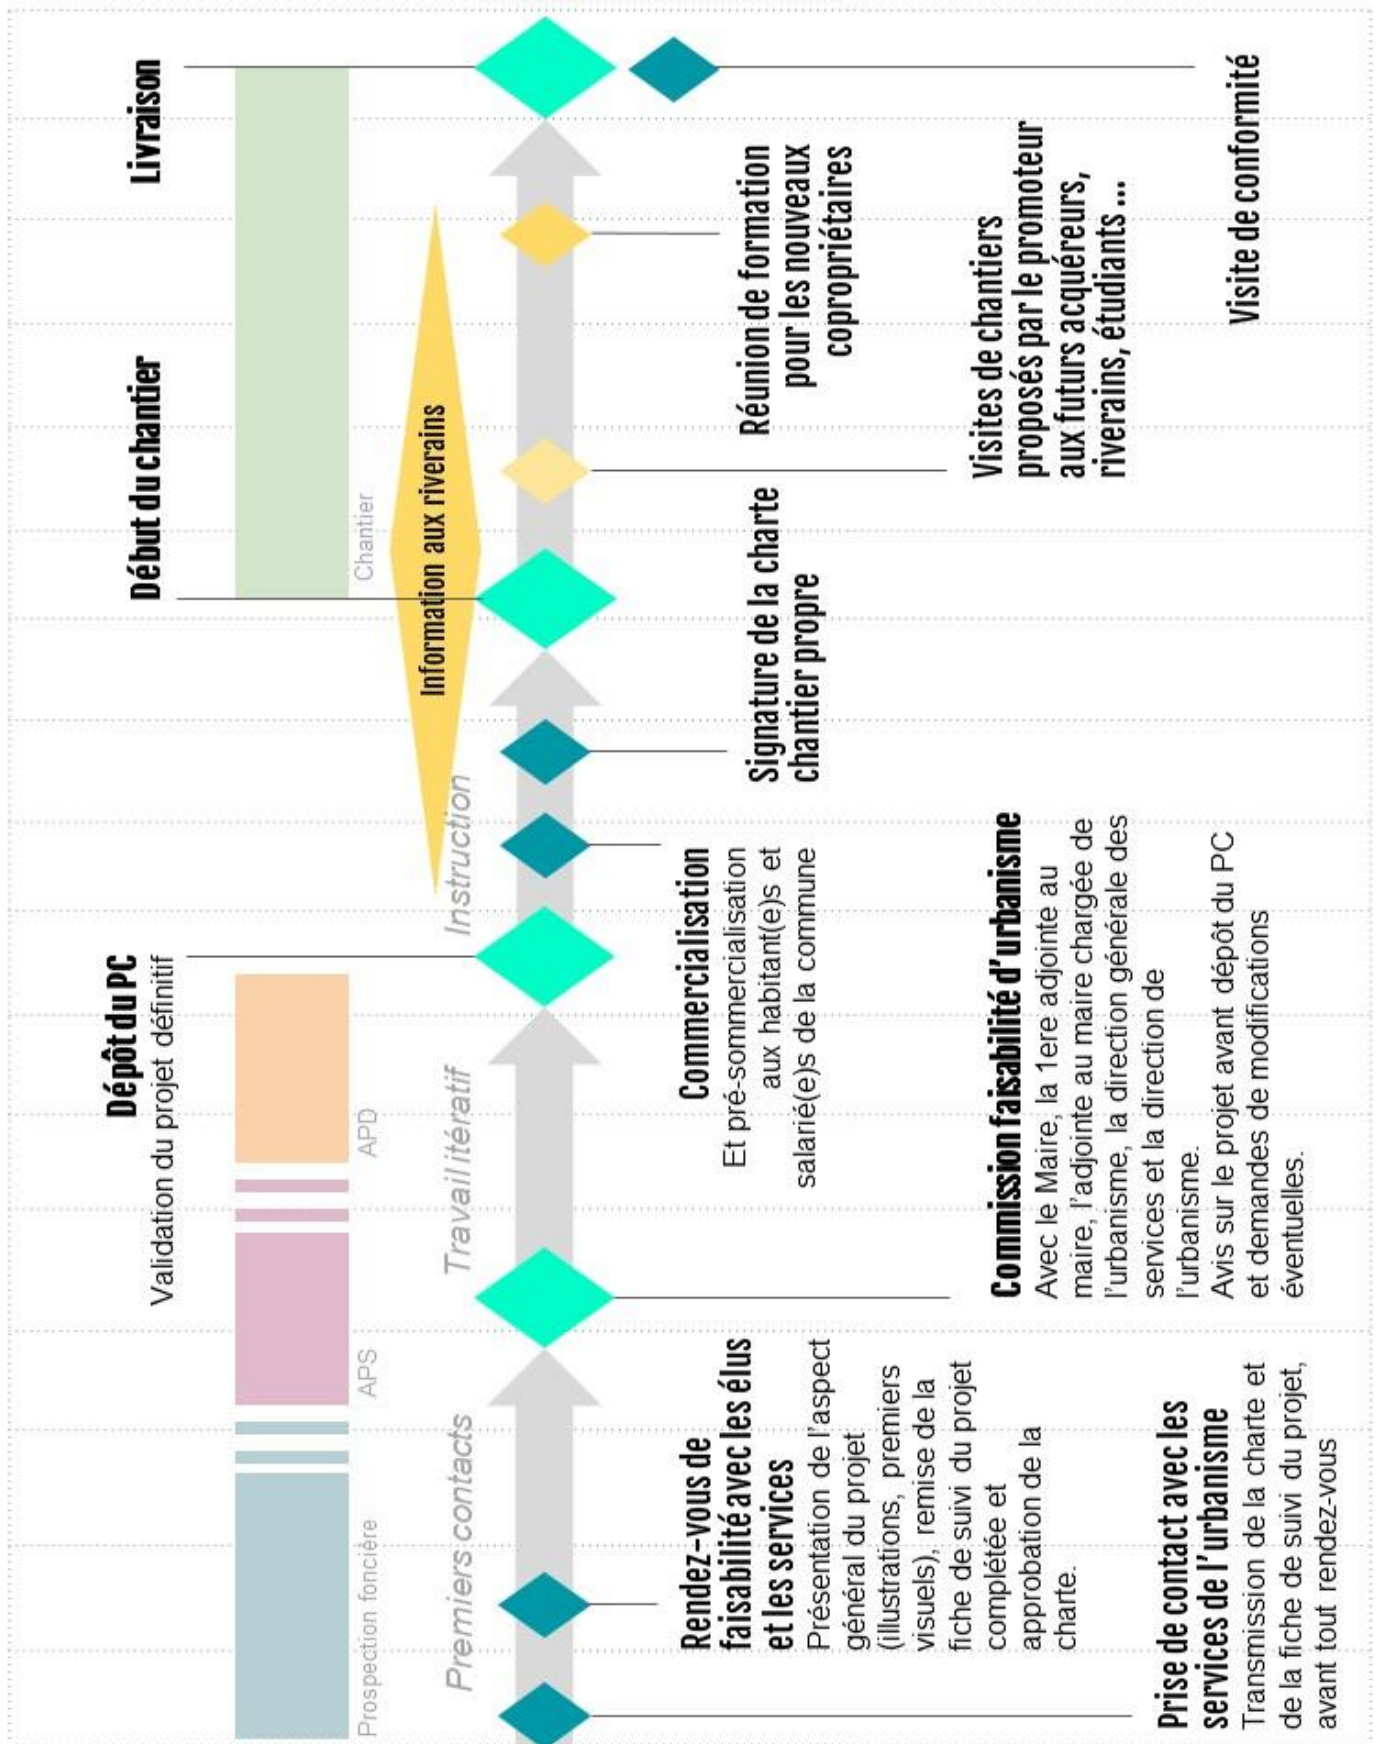 Dépôt du PC
Validation du projet définitif
Début du chantier
Livraison
Prospection foncière
APS
APD
Chantier
Information aux riverains
Premiers contacts
Travail itératif
Instruction
Rendez-vous de
faisabilité avec les élus
et les services
Présentation de l'aspect
général du projet
(illustrations, premiers
visuels), remise de la
fiche de suivi du projet
complétée et
approbation de la
charte.
Commercialisation
Et pré-sommercialisation
aux habitant(e)s et
salarié(e)s de la commune
Signature de la charte
chantier propre
Réunion de formation
pour les nouveaux
copropriétaires
Prise de contact avec les
services de l'urbanisme
Transmission de la charte et
de la fiche de suivi du projet,
avant tout rendez-vous
Commission faisabilité d'urbanisme
Avec le Maire, la 1ere adjointe au
maire, l'adjointe au maire chargée de
l'urbanisme, la direction générale des
services et la direction de
l'urbanisme.
Avis sur le projet avant dépôt du PC
et demandes de modifications
éventuelles.
Visites de chantiers
proposés par le promoteur
aux futurs acquéreurs,
riverains, étudiants ...
Visite de conformité